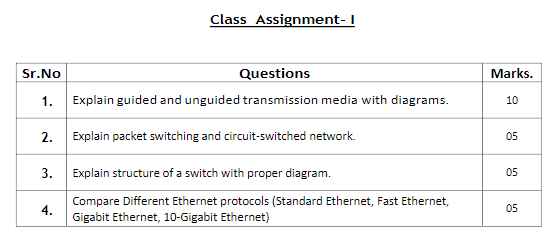 Class Assignment- I
Sr.No Questions Marks.
1. Explain guided and unguided transmission media with diagrams. 10
2. Explain packet switching and circuit-switched network. 05
3. Explain structure of a switch with proper diagram. 05
4. Compare Different Ethernet protocols (Standard Ethernet, Fast Ethernet,
Gigabit Ethernet, 10-Gigabit Ethernet) 05